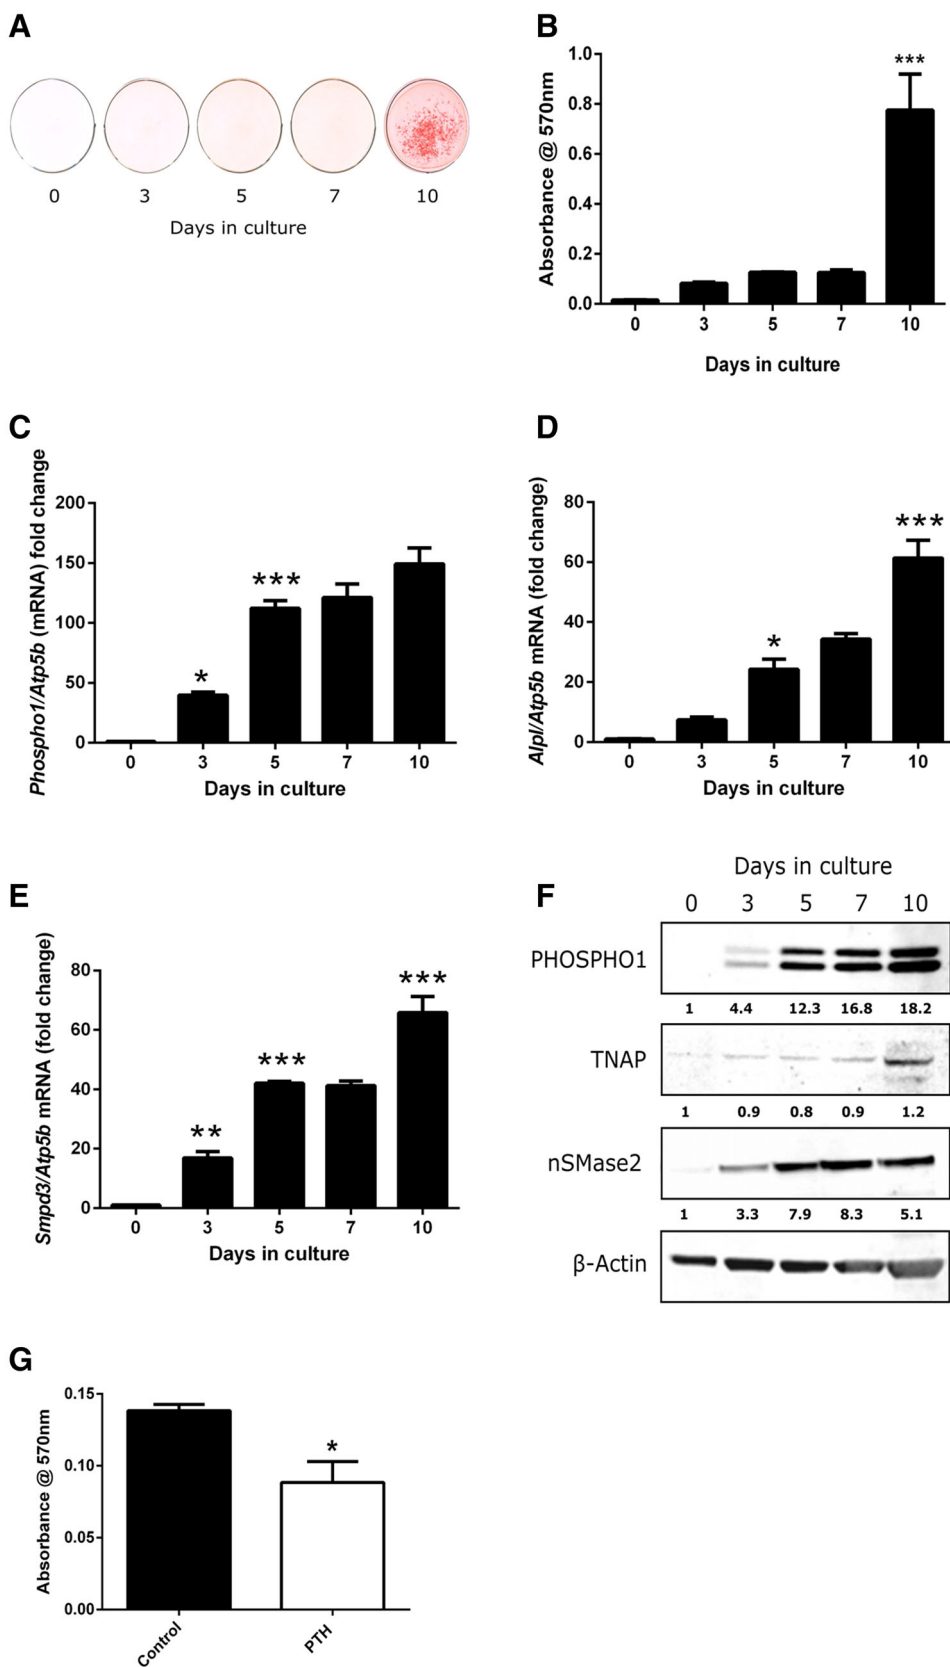 A
0 3 5 7 10
Days in culture
B
Absorbance @ 570nm
1.0
0.8
0.6
0.4
0.2
0.0
***
0 3 5 7 10
Days in culture
C
Phospho1/Atp5b (mRNA) fold change
200
150
100
50
0
*
***
0 3 5 7 10
Days in culture
D
Alpl/Atp5b mRNA (fold change)
80
60
40
20
0
*
***
0 3 5 7 10
Days in culture
E
Smpd3/Atp5b mRNA (fold change)
80
60
40
20
0
**
***
***
0 3 5 7 10
Days in culture
F
Days in culture
0 3 5 7 10
PHOSPHO1
1 4.4 12.3 16.8 18.2
TNAP
1 0.9 0.8 0.9 1.2
nSMase2
1 3.3 7.9 8.3 5.1
β-Actin
G
Absorbance @ 570nm
0.15
0.10
0.05
0.00
*
Control
PTH